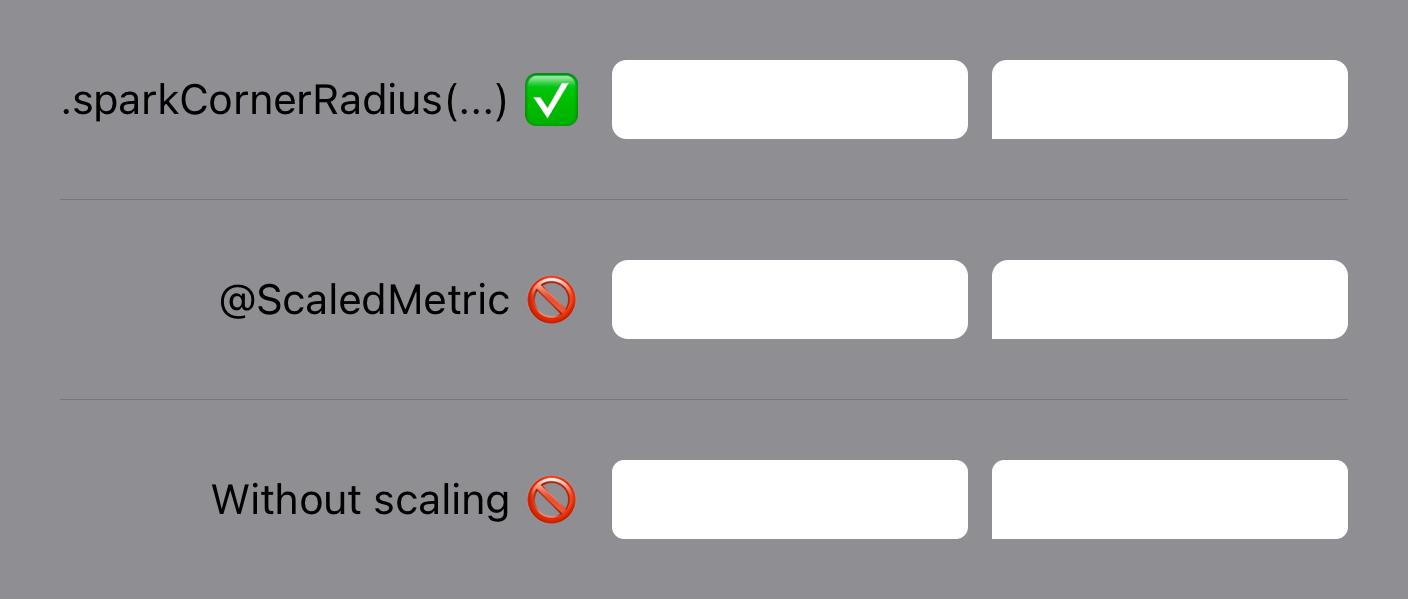 .sparkCornerRadius(...) ✅
@ScaledMetric 🚫
Without scaling 🚫